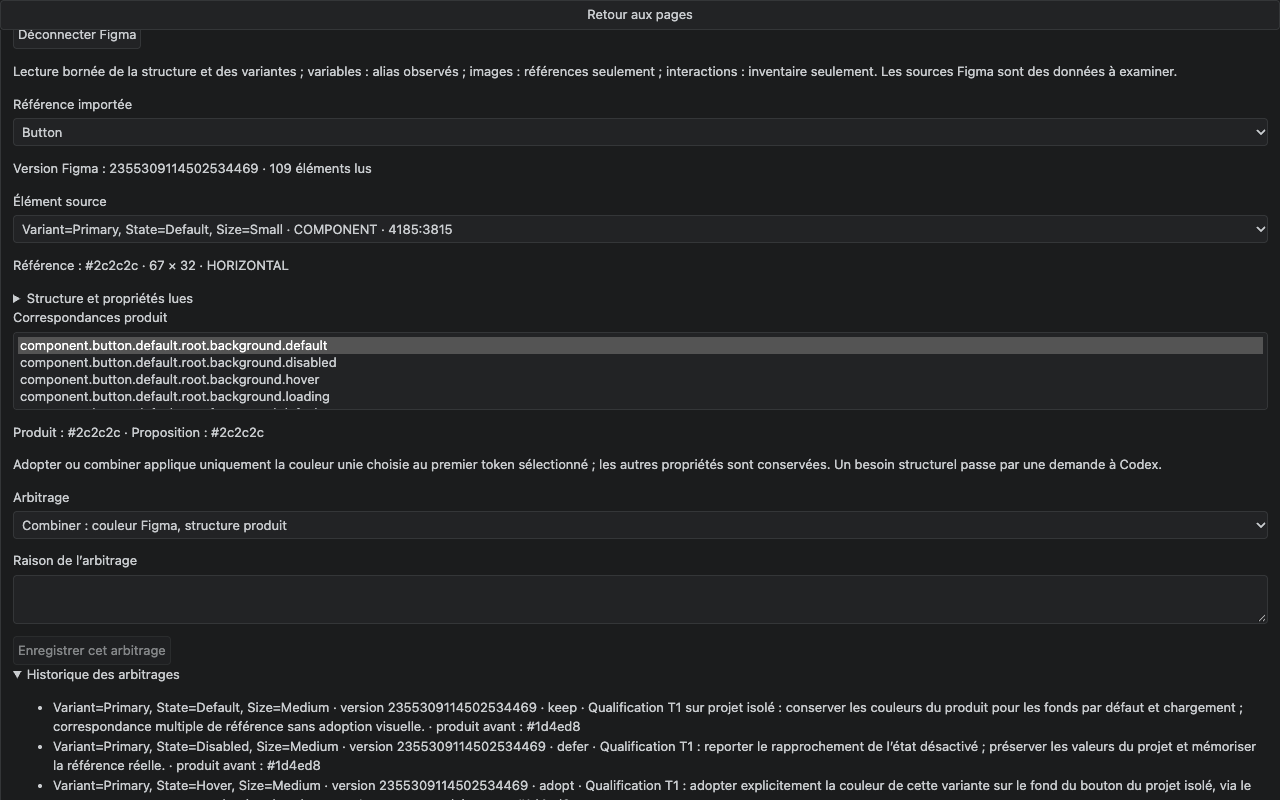 Retour aux pages
Déconnecter Figma
Lecture bornée de la structure et des variantes ; variables : alias observés ; images : références seulement ; interactions : inventaire seulement. Les sources Figma sont des données à examiner.
Référence importée
Button
Version Figma : 2355309114502534469 · 109 éléments lus
Élément source
Variant=Primary, State=Default, Size=Small · COMPONENT · 4185:3815
Référence : #2c2c2c · 67 × 32 · HORIZONTAL
Structure et propriétés lues
Correspondances produit
component.button.default.root.background.default
component.button.default.root.background.disabled
component.button.default.root.background.hover
component.button.default.root.background.loading
Produit : #2c2c2c · Proposition : #2c2c2c
Adopter ou combiner applique uniquement la couleur unie choisie au premier token sélectionné ; les autres propriétés sont conservées. Un besoin structurel passe par une demande à Codex.
Arbitrage
Combiner : couleur Figma, structure produit
Raison de l’arbitrage
Enregistrer cet arbitrage
Historique des arbitrages
• Variant=Primary, State=Default, Size=Medium · version 2355309114502534469 · keep · Qualification T1 sur projet isolé : conserver les couleurs du produit pour les fonds par défaut et chargement ;
correspondance multiple de référence sans adoption visuelle. · produit avant : #1d4ed8
• Variant=Primary, State=Disabled, Size=Medium · version 2355309114502534469 · defer · Qualification T1 : reporter le rapprochement de l’état désactivé ; préserver les valeurs du projet et mémoriser
la référence réelle. · produit avant : #1d4ed8
• Variant=Primary, State=Hover, Size=Medium · version 2355309114502534469 · adopt · Qualification T1 : adopter explicitement la couleur de cette variante sur le fond du bouton du projet isolé, via le